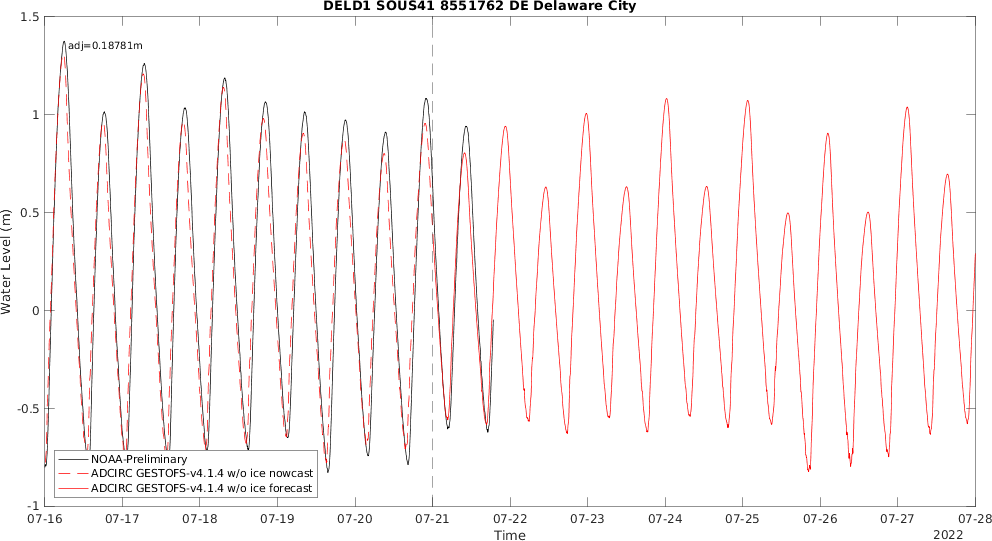 DELD1 SOUS41 8551762 DE Delaware City
adj=0.18781m
1.5
1
0.5
0
-0.5
-1
Water Level (m)
NOAA-Preliminary
ADCIRC GESTOFS-v4.1.4 w/o ice nowcast
ADCIRC GESTOFS-v4.1.4 w/o ice forecast
07-16 07-17 07-18 07-19 07-20 07-21 07-22 07-23 07-24 07-25 07-26 07-27 07-28
Time
2022